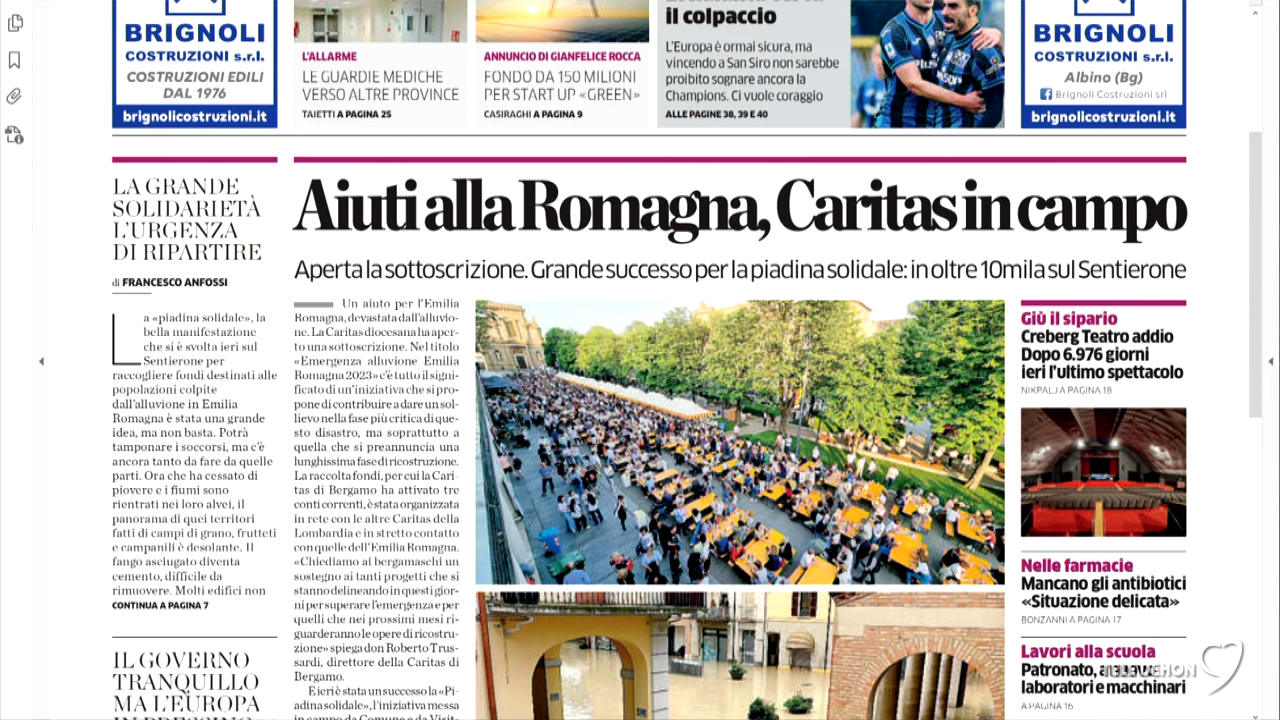 BRIGNOLI
COSTRUZIONI s.r.l.
COSTRUZIONI EDILI
DAL 1976
brignolicostruzioni.it
L'ALLARME
LE GUARDIE MEDICHE
VERSO ALTRE PROVINCE
TAIETTI A PAGINA 25
ANNUNCIO DI GIANFELICE ROCCA
FONDO DA 150 MILIONI
PER START UP «GREEN»
CASIRAGHI A PAGINA 9
il colpaccio
L'Europa è ormai sicura, ma
vincendo a San Siro non sarebbe
proibito sognare ancora la
Champions. Ci vuole coraggio
ALLE PAGINE 38, 39 E 40
BRIGNOLI
COSTRUZIONI s.r.l.
Albino (Bg)
Brignoli Costruzioni srl
brignolicostruzioni.it
LA GRANDE
SOLIDARIETÀ
L'URGENZA
DI RIPARTIRE
di FRANCESCO ANFOSSI
La «piadina solidale», la
bella manifestazione
che si è svolta ieri sul
Sentierone per
raccogliere fondi destinati alle
popolazioni colpite
dall'alluvione in Emilia
Romagna è stata una grande
idea, ma non basta. Potrà
tamponare i soccorsi, ma c'è
ancora tanto da fare da quelle
parti. Ora che ha cessato di
piovere e i fiumi sono
rientrati nei loro alvei, il
panorama di quei territori
fatti di campi di grano, frutteti
e campanili è desolante. Il
fango asciugato diventa
cemento, difficile da
rimuovere. Molti edifici non
CONTINUA A PAGINA 7
IL GOVERNO
TRANQUILLO
MA L'EUROPA
IN PRESSING
Aiuti alla Romagna, Caritas in campo
Aperta la sottoscrizione. Grande successo per la piadina solidale: in oltre 10mila sul Sentierone
Un aiuto per l'Emilia
Romagna, devastata dall'alluvio-
ne. La Caritas diocesana ha aper-
to una sottoscrizione. Nel titolo
«Emergenza alluvione Emilia
Romagna 2023» c'è tutto il signi-
ficato di un'iniziativa che si pro-
pone di contribuire a dare un sol-
lievo nella fase più critica di que-
sto disastro, ma soprattutto a
quella che si preannuncia una
lunghissima fase di ricostruzione.
La raccolta fondi, per cui la Cari-
tas di Bergamo ha attivato tre
conti correnti, è stata organizzata
in rete con le altre Caritas della
Lombardia e in stretto contatto
con quelle dell'Emilia Romagna.
«Chiediamo ai bergamaschi un
sostegno ai tanti progetti che si
stanno delineando in questi gior-
ni per superare l'emergenza e per
quelli che nei prossimi mesi ri-
guarderanno le opere di ricostru-
zione» spiega don Roberto Trus-
sardi, direttore della Caritas di
Bergamo.
E ieri è stata un successo la «Pi-
adina solidale», l'iniziativa messa
in campo da Comune e da Visit-
Giù il sipario
Creberg Teatro addio
Dopo 6.976 giorni
ieri l'ultimo spettacolo
NIKPALJ A PAGINA 18
Nelle farmacie
Mancano gli antibiotici
«Situazione delicata»
BONZANNI A PAGINA 17
Lavori alla scuola
Patronato, a nuovo
laboratori e macchinari
A PAGINA 16
TELE DEHON